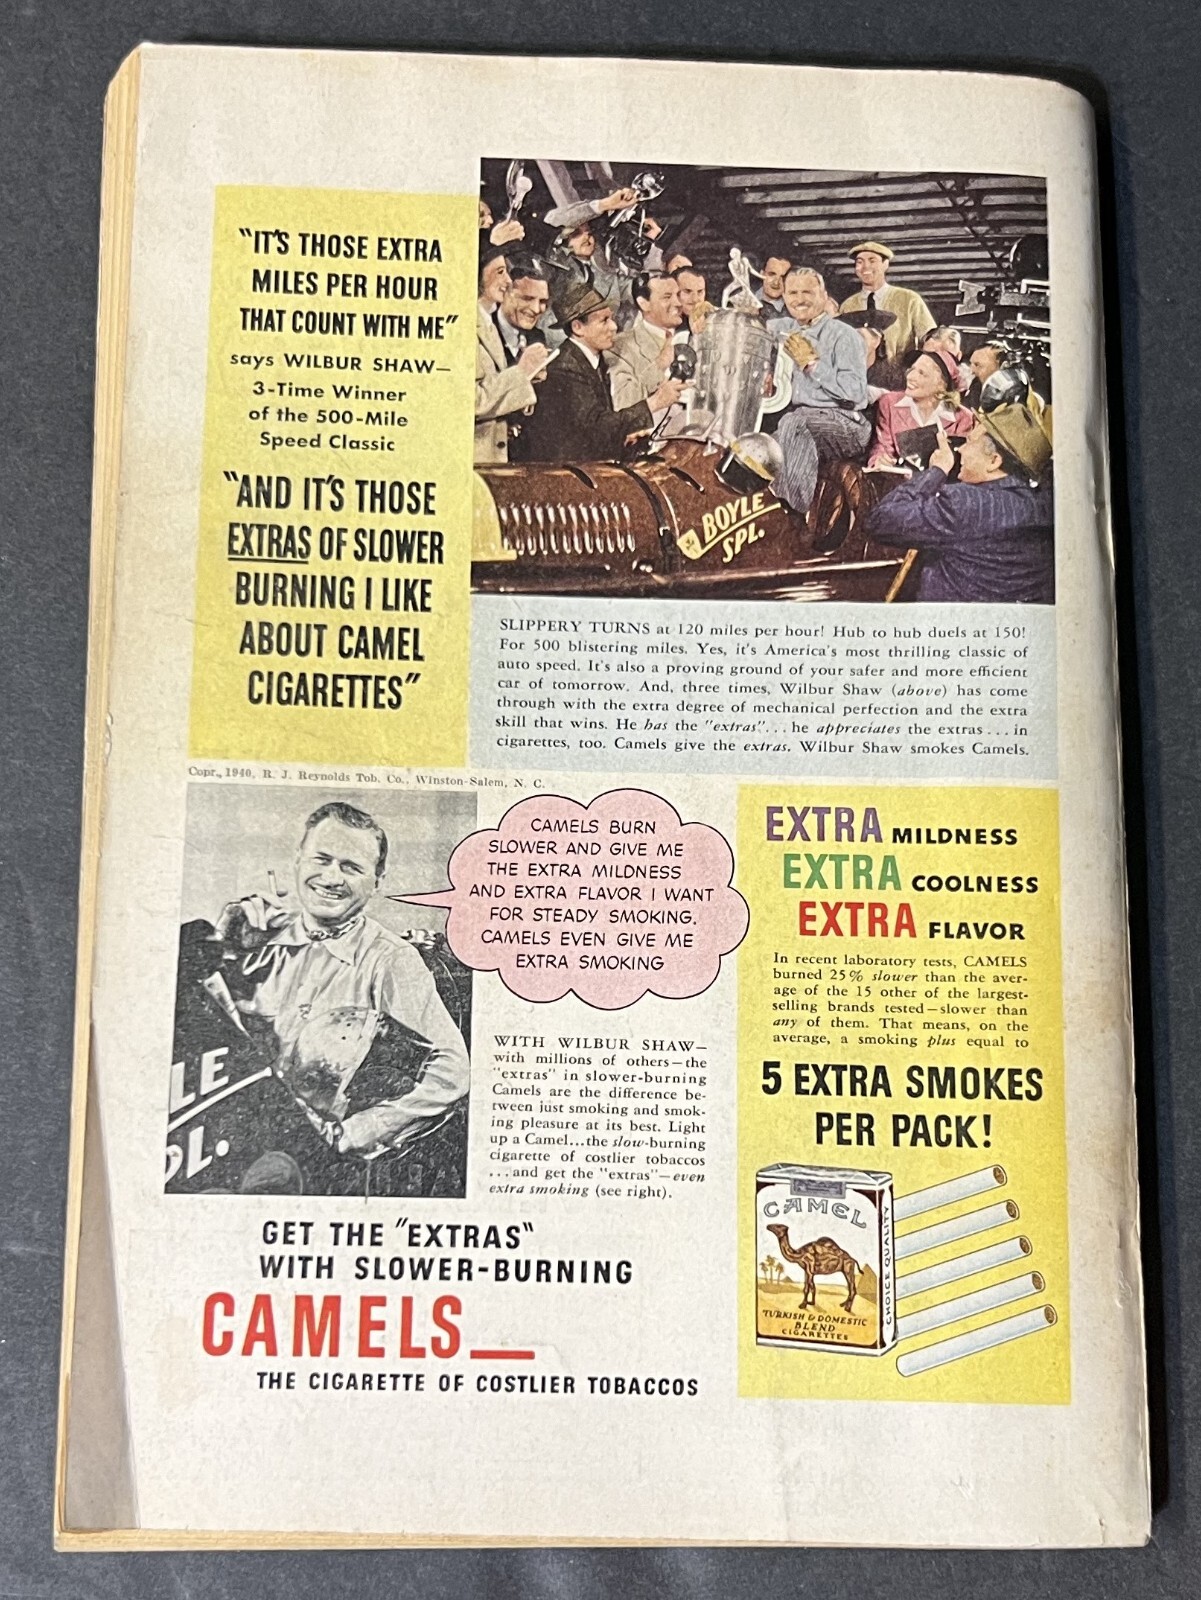 "IT'S THOSE EXTRA
MILES PER HOUR
THAT COUNT WITH ME"
says WILBUR SHAW—
3-Time Winner
of the 500-Mile
Speed Classic
"AND IT'S THOSE
EXTRAS OF SLOWER
BURNING I LIKE
ABOUT CAMEL
CIGARETTES"
BOYLE
SPL.
SLIPPERY TURNS at 120 miles per hour! Hub to hub duels at 150!
For 500 blistering miles. Yes, it's America's most thrilling classic of
auto speed. It's also a proving ground of your safer and more efficient
car of tomorrow. And, three times, Wilbur Shaw (above) has come
through with the extra degree of mechanical perfection and the extra
skill that wins. He has the "extras"... he appreciates the extras... in
cigarettes, too. Camels give the extras. Wilbur Shaw smokes Camels.
Copr., 1940, R. J. Reynolds Tob. Co., Winston-Salem, N. C.
LE
PL.
CAMELS BURN
SLOWER AND GIVE ME
THE EXTRA MILDNESS
AND EXTRA FLAVOR I WANT
FOR STEADY SMOKING.
CAMELS EVEN GIVE ME
EXTRA SMOKING
WITH WILBUR SHAW—
with millions of others—the
"extras" in slower-burning
Camels are the difference be-
tween just smoking and smok-
ing pleasure at its best. Light
up a Camel...the slow-burning
cigarette of costlier tobaccos
...and get the "extras"—even
extra smoking (see right).
GET THE "EXTRAS"
WITH SLOWER-BURNING
CAMELS—
THE CIGARETTE OF COSTLIER TOBACCOS
EXTRA MILDNESS
EXTRA COOLNESS
EXTRA FLAVOR
In recent laboratory tests, CAMELS
burned 25% slower than the aver-
age of the 15 other of the largest-
selling brands tested—slower than
any of them. That means, on the
average, a smoking plus equal to
5 EXTRA SMOKES
PER PACK!
CAMEL
TURKISH & DOMESTIC
BLEND
CIGARETTES
CHOICE QUALITY